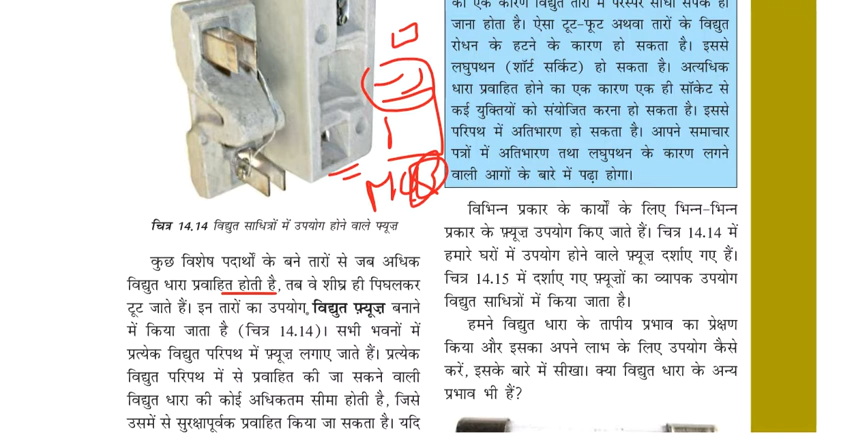 का एक कारण विद्युत तारों में परस्पर सीधा संपर्क हो
जाना होता है। ऐसा टूट-फूट अथवा तारों के विद्युत
रोधन के हटने के कारण हो सकता है। इससे
लघुपथन (शॉर्ट सर्किट) हो सकता है। अत्यधिक
धारा प्रवाहित होने का एक कारण एक ही सॉकेट से
कई युक्तियों को संयोजित करना हो सकता है। इससे
परिपथ में अतिभारण हो सकता है। आपने समाचार
पत्रों में अतिभारण तथा लघुपथन के कारण लगने
वाली आगों के बारे में पढ़ा होगा।
MCB
चित्र 14.14 विद्युत साधित्रों में उपयोग होने वाले फ्यूज़
कुछ विशेष पदार्थों के बने तारों से जब अधिक
विद्युत धारा प्रवाहित होती है, तब वे शीघ्र ही पिघलकर
टूट जाते हैं। इन तारों का उपयोग विद्युत फ़्यूज़ बनाने
में किया जाता है (चित्र 14.14)। सभी भवनों में
प्रत्येक विद्युत परिपथ में फ़्यूज़ लगाए जाते हैं। प्रत्येक
विद्युत परिपथ में से प्रवाहित की जा सकने वाली
विद्युत धारा की कोई अधिकतम सीमा होती है, जिसे
उसमें से सुरक्षापूर्वक प्रवाहित किया जा सकता है। यदि
विभिन्न प्रकार के कार्यों के लिए भिन्न-भिन्न
प्रकार के फ़्यूज़ उपयोग किए जाते हैं। चित्र 14.14 में
हमारे घरों में उपयोग होने वाले फ़्यूज़ दर्शाए गए हैं।
चित्र 14.15 में दर्शाए गए फ़्यूज़ों का व्यापक उपयोग
विद्युत साधित्रों में किया जाता है।
हमने विद्युत धारा के तापीय प्रभाव का प्रेक्षण
किया और इसका अपने लाभ के लिए उपयोग कैसे
करें, इसके बारे में सीखा। क्या विद्युत धारा के अन्य
प्रभाव भी हैं?